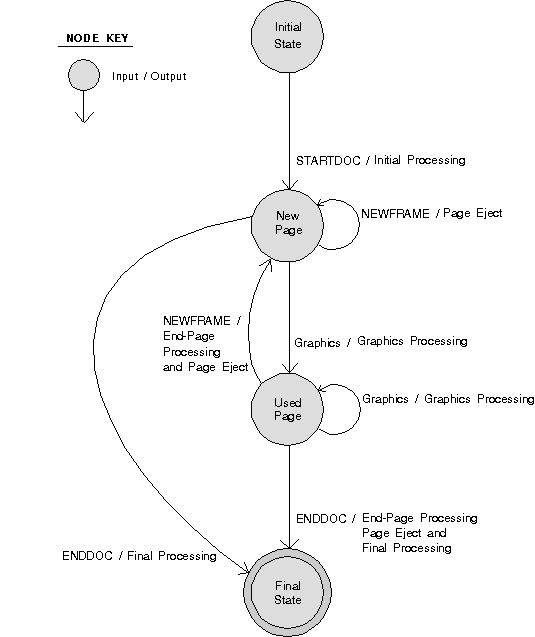 NODE KEY
Input / Output
Initial
State
STARTDOC / Initial Processing
New
Page
NEWFRAME / Page Eject
NEWFRAME /
End-Page
Processing
and Page Eject
Graphics / Graphics Processing
Used
Page
Graphics / Graphics Processing
ENDDOC / End-Page Processing
Page Eject and
Final Processing
ENDDOC / Final Processing
Final
State